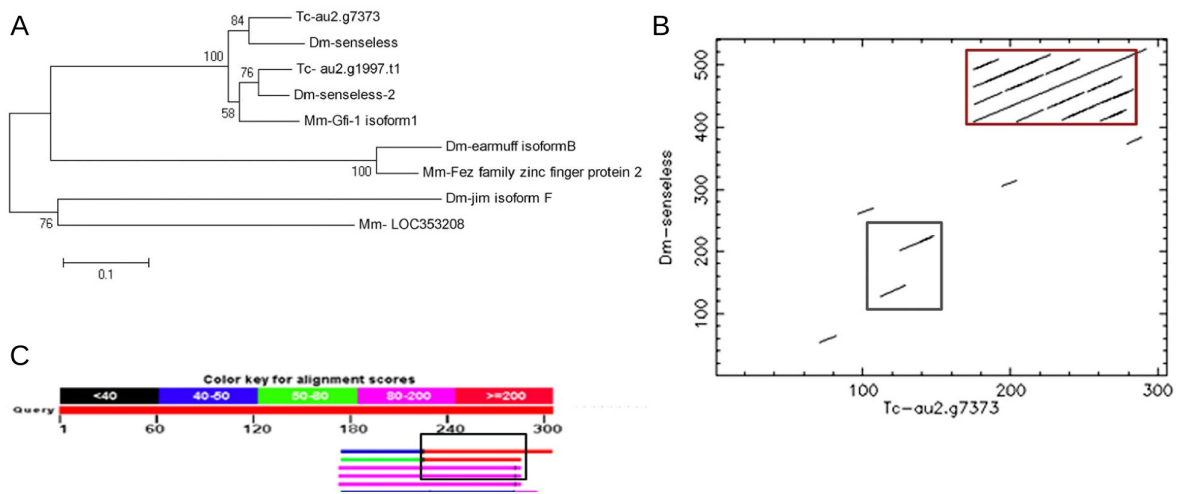 A
Tc-au2.g7373
84
Dm-senseless
100
Tc- au2.g1997.t1
76
Dm-senseless-2
58
Mm-Gfi-1 isoform1
Dm-earmuff isoformB
100
Mm-Fez family zinc finger protein 2
Dm-jim isoform F
76
Mm- LOC353208
0.1
B
Dm-senseless
500
400
300
200
100
100 200 300
Tc-au2.g7373
C
Color key for alignment scores
<40 40-50 50-80 80-200 >=200
Query
1 60 120 180 240 300